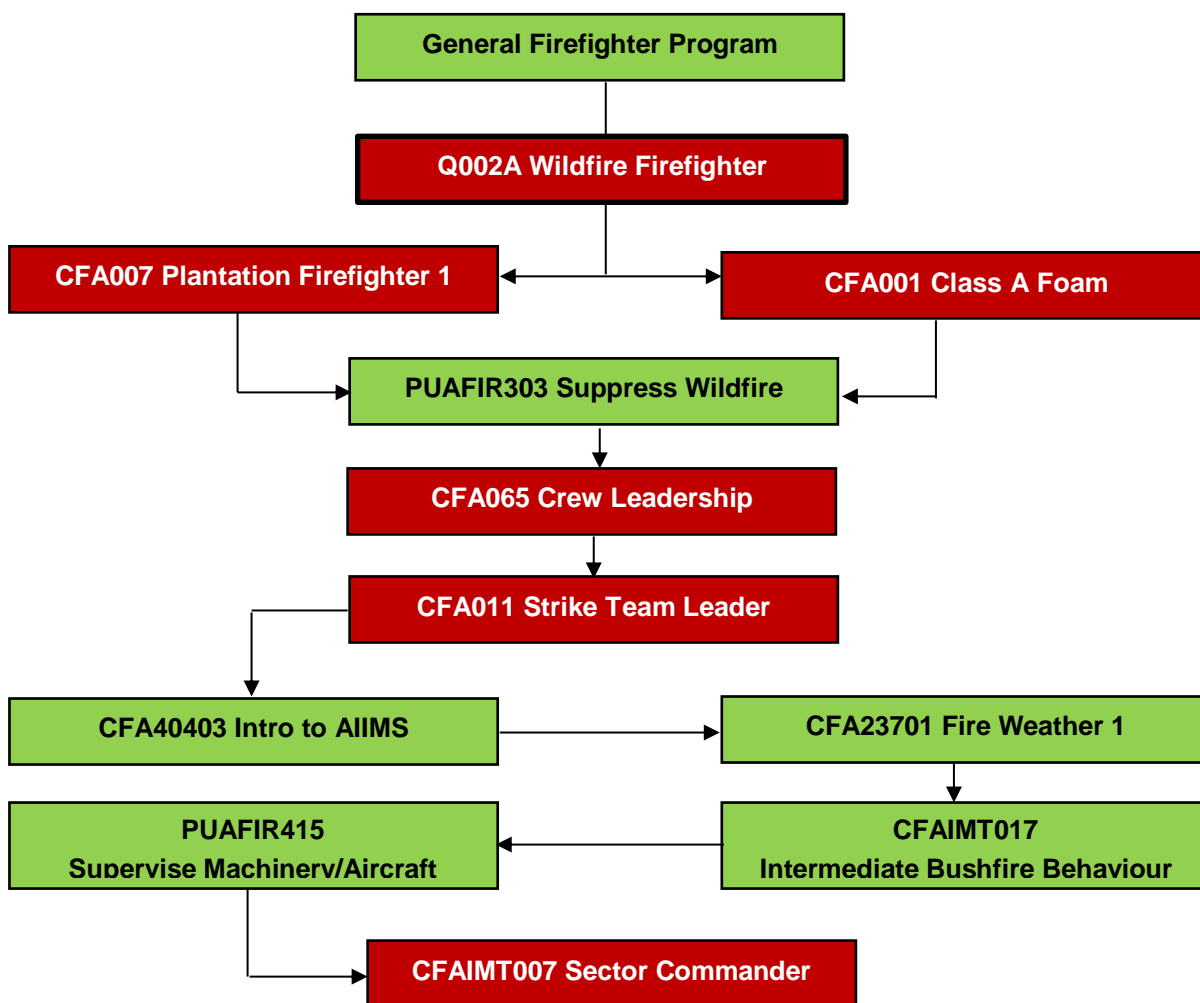 General Firefighter Program
Q002A Wildfire Firefighter
CFA007 Plantation Firefighter 1
CFA001 Class A Foam
PUAFIR303 Suppress Wildfire
CFA065 Crew Leadership
CFA011 Strike Team Leader
CFA40403 Intro to AIIMS
CFA23701 Fire Weather 1
PUAFIR415
Supervise Machinery/Aircraft
CFAIMT017
Intermediate Bushfire Behaviour
CFAIMT007 Sector Commander